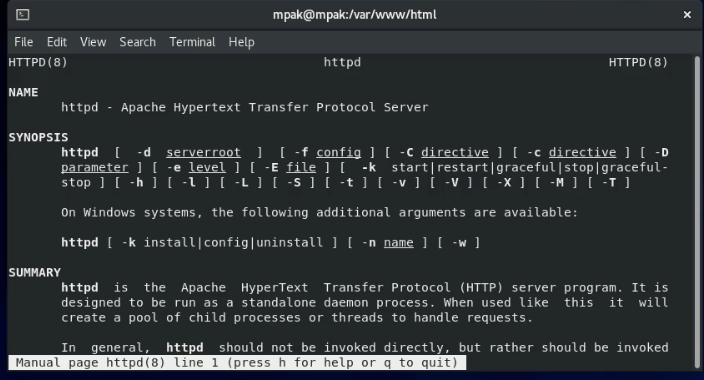 mpak@mpak:/var/www/html
File Edit View Search Terminal Help
HTTPD(8) httpd HTTPD(8)
NAME
httpd - Apache Hypertext Transfer Protocol Server
SYNOPSIS
httpd [ -d serverroot ] [ -f config ] [ -C directive ] [ -c directive ] [ -D
parameter ] [ -e level ] [ -E file ] [ -k start|restart|graceful|stop|graceful-
stop ] [ -h ] [ -l ] [ -L ] [ -S ] [ -t ] [ -v ] [ -V ] [ -X ] [ -M ] [ -T ]
On Windows systems, the following additional arguments are available:
httpd [ -k install|config|uninstall ] [ -n name ] [ -w ]
SUMMARY
httpd is the Apache HyperText Transfer Protocol (HTTP) server program. It is
designed to be run as a standalone daemon process. When used like this it will
create a pool of child processes or threads to handle requests.
In general, httpd should not be invoked directly, but rather should be invoked
Manual page httpd(8) line 1 (press h for help or q to quit)